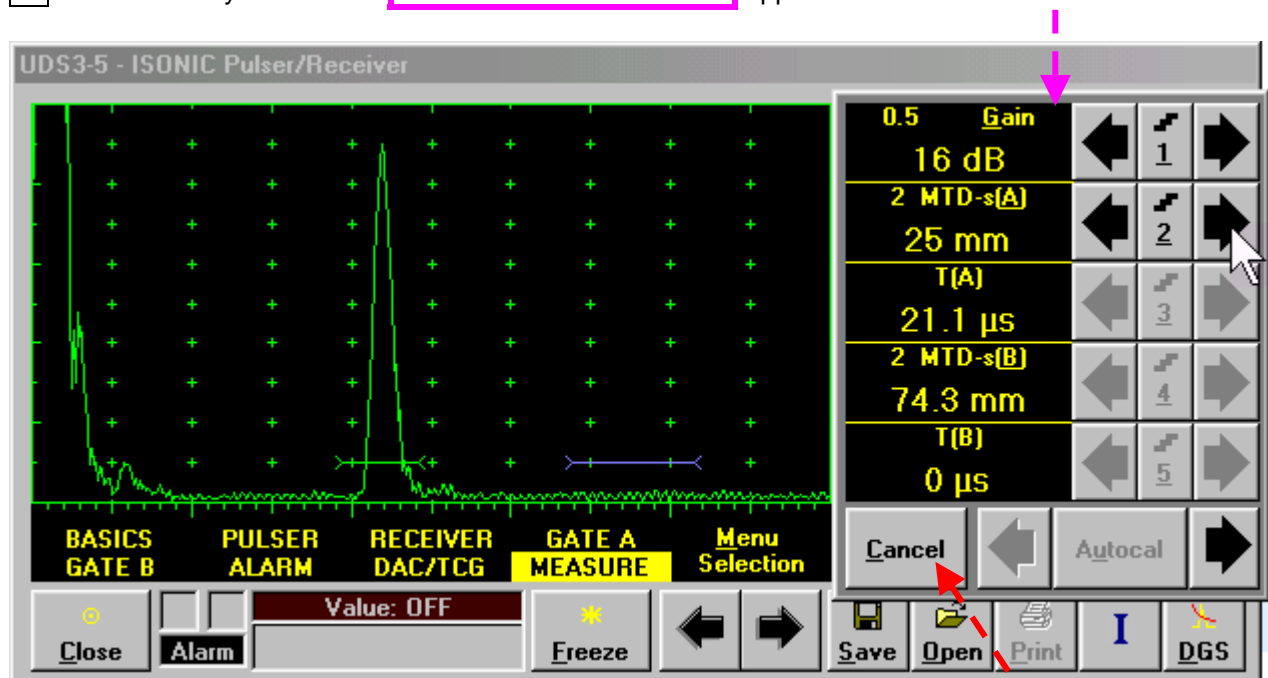 UDS3-5 - ISONIC Pulser/Receiver
0.5 Gain
16 dB
1
2 MTD-s(A)
25 mm
2
T(A)
21.1 µs
3
2 MTD-s(B)
74.3 mm
4
T(B)
0 µs
5
BASICS PULSER RECEIVER GATE A Menu
GATE B ALARM DAC/TCG MEASURE Selection
Cancel Autocal
Value: OFF
Close Alarm Freeze Save Open Print I DGS